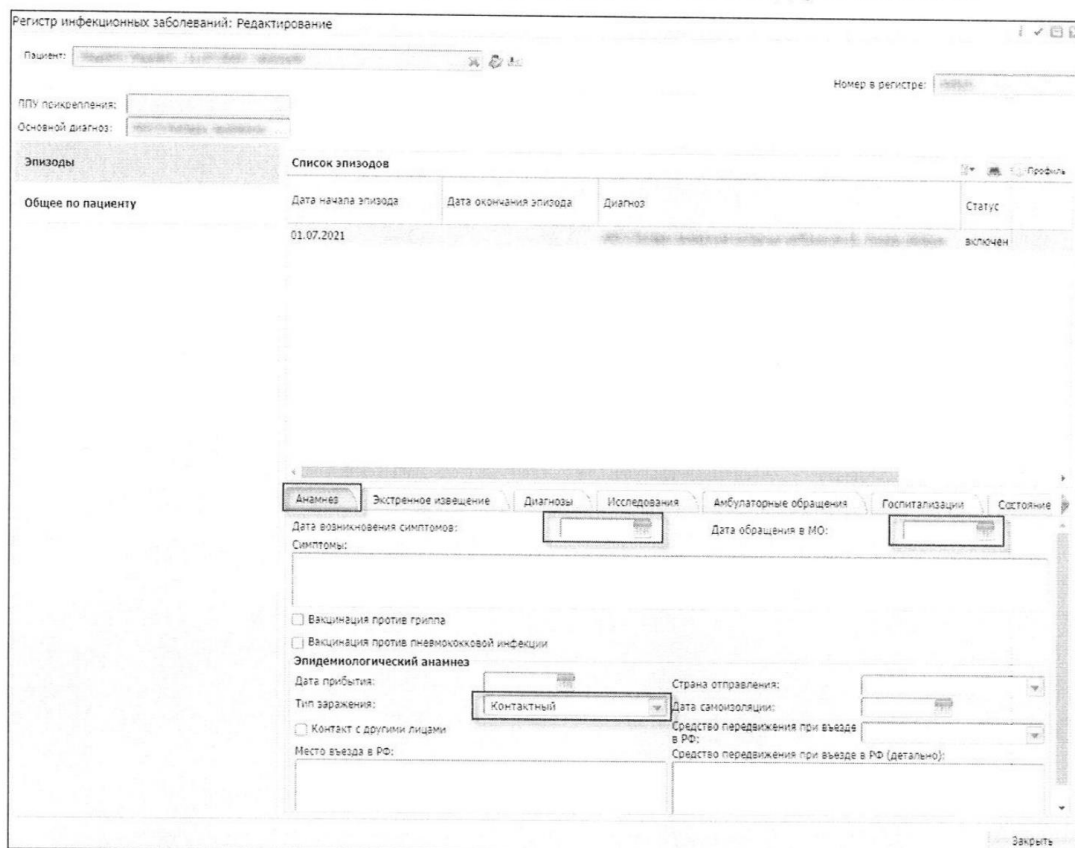 Регистр инфекционных заболеваний: Редактирование
Пациент:
Номер в регистре:
ЛПУ прикрепления:
Основной диагноз:
Эпизоды
Список эпизодов
Профиль
Общее по пациенту
Дата начала эпизода Дата окончания эпизода Диагноз Статус
01.07.2021 включен
Анамнез Экстренное извещение Диагнозы Исследования Амбулаторные обращения Госпитализации Состояние
Дата возникновения симптомов: Дата обращения в МО:
Симптомы:
Вакцинация против гриппа
Вакцинация против пневмококковой инфекции
Эпидемиологический анамнез
Дата прибытия: Страна отправления:
Тип заражения: Контактный Дата самоизоляции:
Контакт с другими лицами Средство передвижения при въезде в РФ:
Место въезда в РФ: Средство передвижения при въезде в РФ (детально):
Закрыть